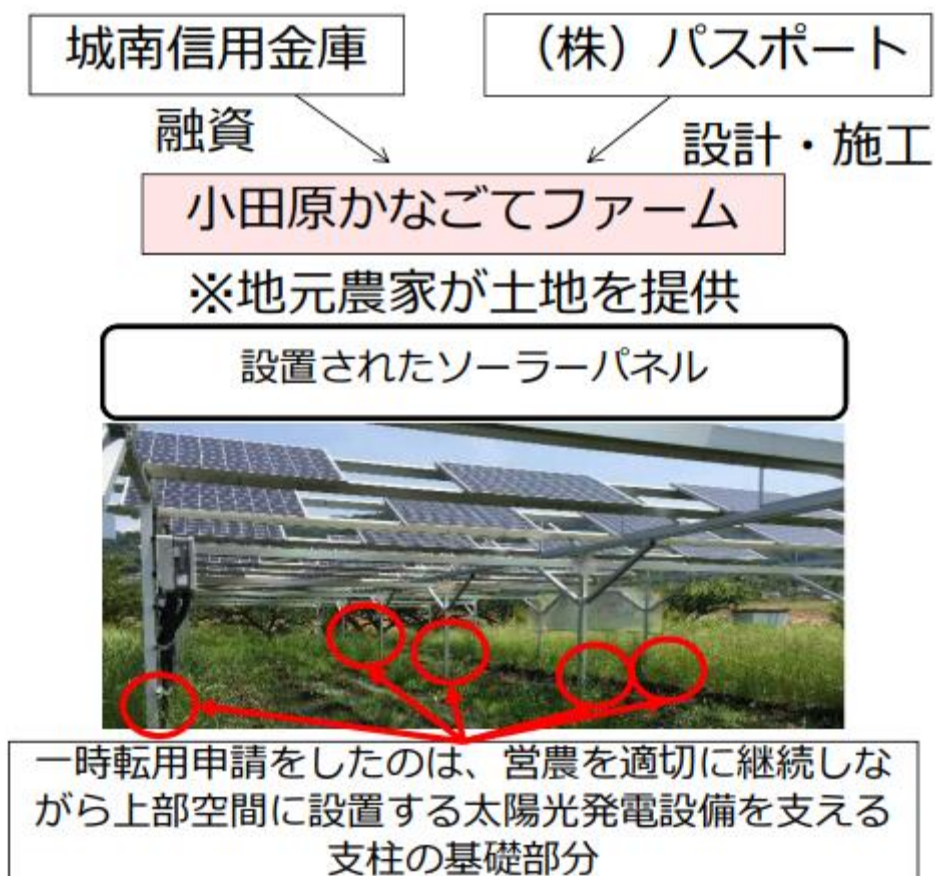 城南信用金庫
（株）パスポート
融資
設計・施工
小田原かなごてファーム
※地元農家が土地を提供
設置されたソーラーパネル
一時転用申請をしたのは、営農を適切に継続しな
がら上部空間に設置する太陽光発電設備を支える
支柱の基礎部分